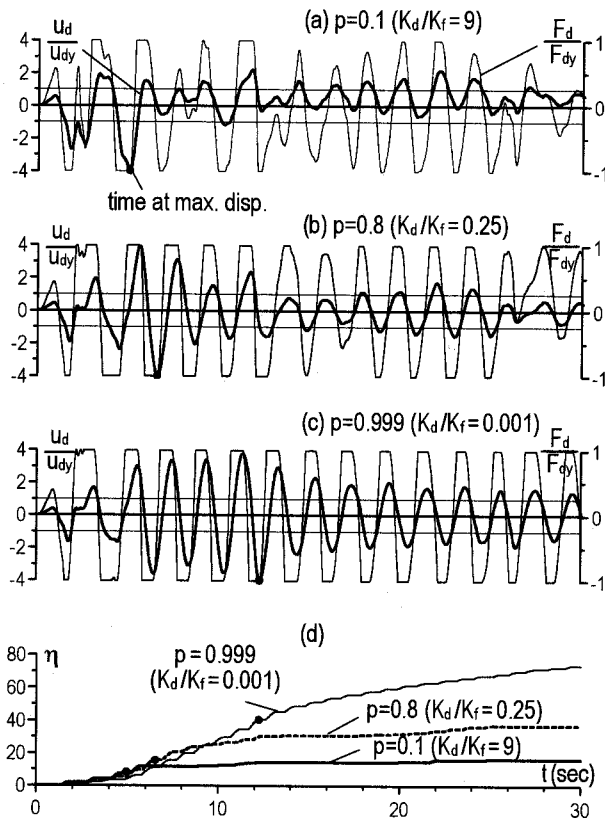 (a) p=0.1 (Kd/Kf= 9)
ud
udy
Fd
Fdy
4
2
0
-2
-4
1
0
-1
time at max. disp.
(b) p=0.8 (Kd/Kf= 0.25)
ud
udy
Fd
Fdy
4
2
0
-2
-4
1
0
-1
(c) p=0.999 (Kd/Kf= 0.001)
ud
udy
Fd
Fdy
4
2
0
-2
-4
1
0
-1
(d)
80
60
40
20
0
η
p = 0.999
(Kd/Kf= 0.001)
p=0.8 (Kd/Kf= 0.25)
p=0.1 (Kd/Kf= 9)
t (sec)
0
10
20
30